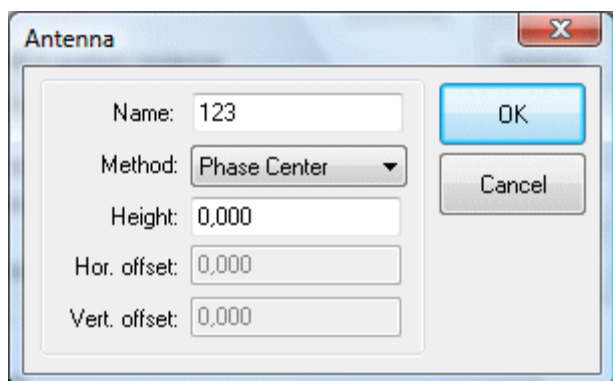 Antenna
Name: 123
OK
Method: Phase Center
Cancel
Height: 0,000
Hor. offset: 0,000
Vert. offset: 0,000